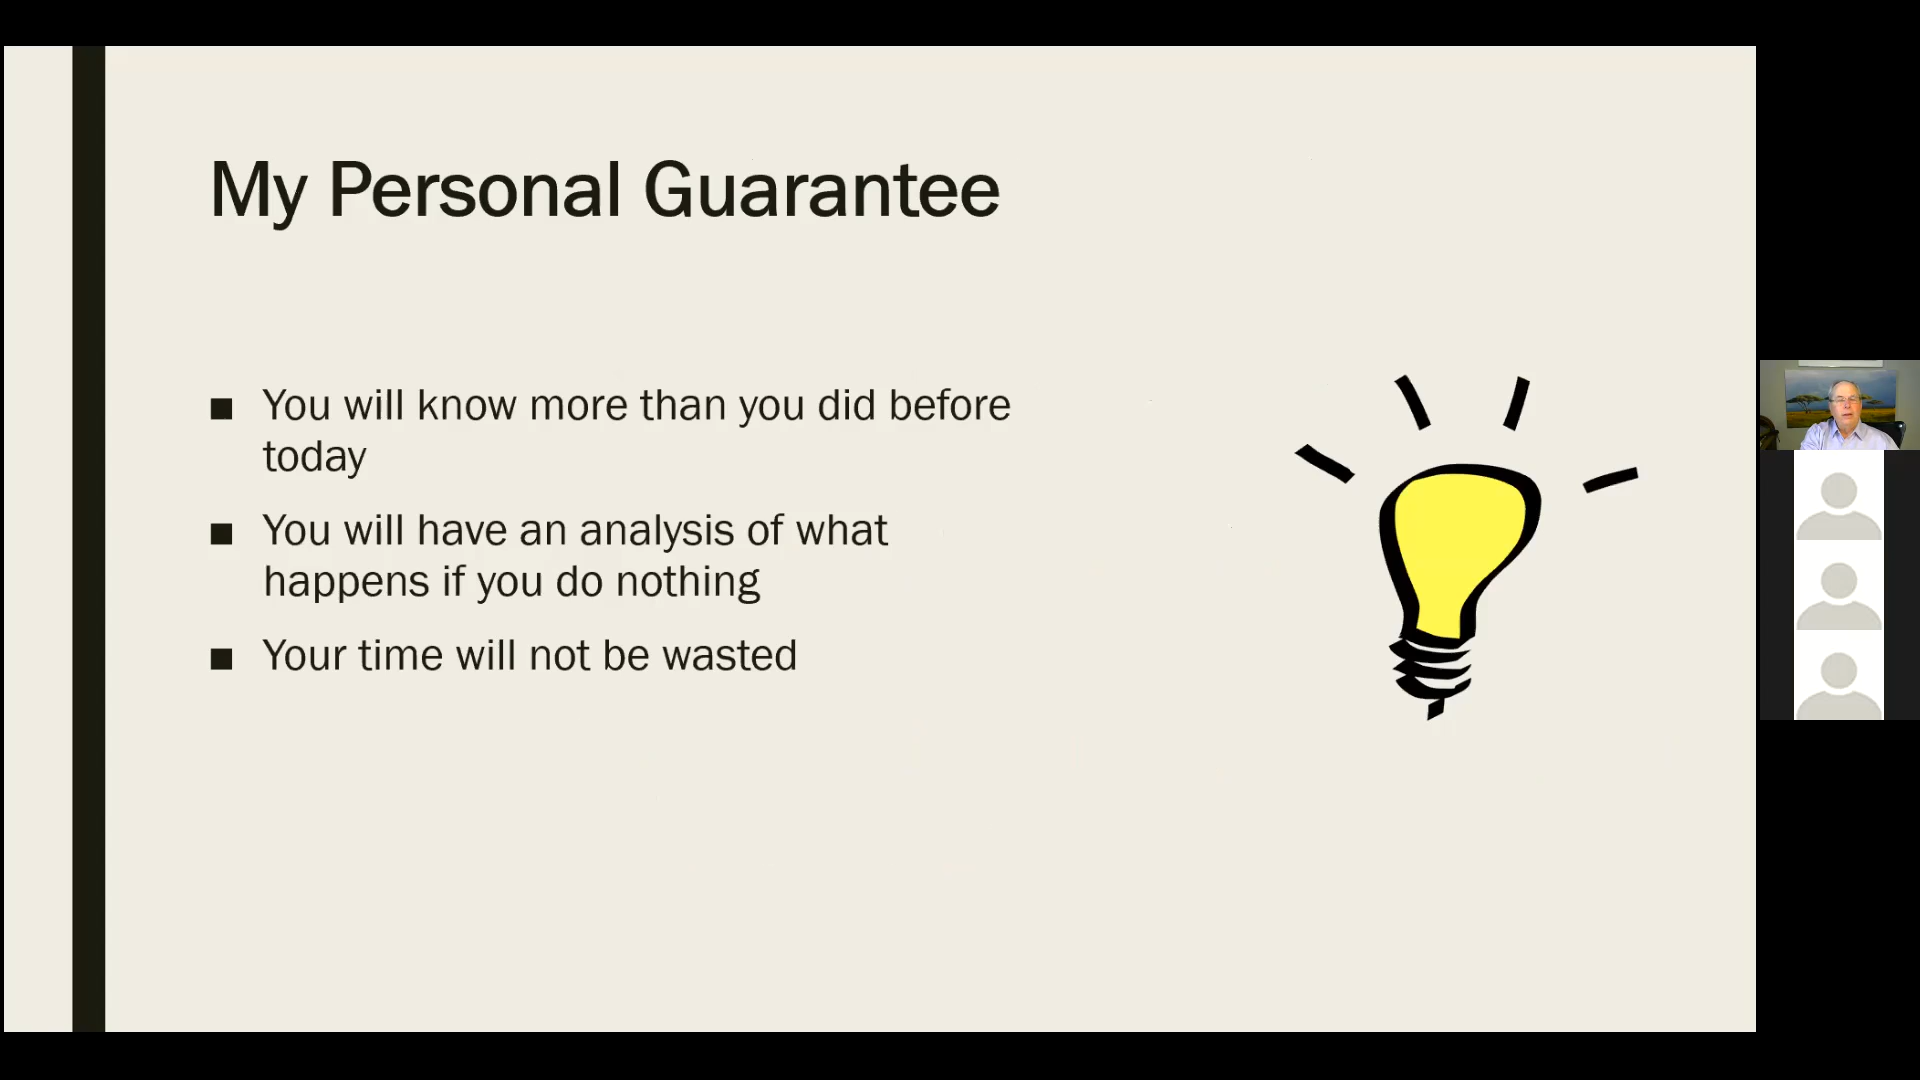 My Personal Guarantee
■ You will know more than you did before
today
■ You will have an analysis of what
happens if you do nothing
■ Your time will not be wasted